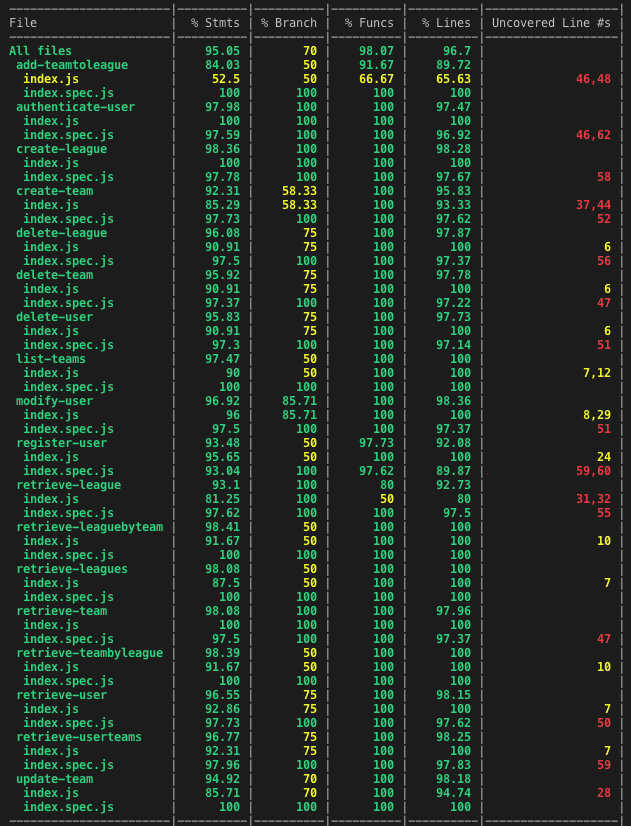 File | % Stmts | % Branch | % Funcs | % Lines | Uncovered Line #s
All files | 95.05 | 70 | 98.07 | 96.7 |
add-teamtoleague | 84.03 | 50 | 91.67 | 89.72 |
index.js | 52.5 | 50 | 66.67 | 65.63 | 46,48
index.spec.js | 100 | 100 | 100 | 100 |
authenticate-user | 97.98 | 100 | 100 | 97.47 |
index.js | 100 | 100 | 100 | 100 |
index.spec.js | 97.59 | 100 | 100 | 96.92 | 46,62
create-league | 98.36 | 100 | 100 | 98.28 |
index.js | 100 | 100 | 100 | 100 |
index.spec.js | 97.78 | 100 | 100 | 97.67 | 58
create-team | 92.31 | 58.33 | 100 | 95.83 |
index.js | 85.29 | 58.33 | 100 | 93.33 | 37,44
index.spec.js | 97.73 | 100 | 100 | 97.62 | 52
delete-league | 96.08 | 75 | 100 | 97.87 |
index.js | 90.91 | 75 | 100 | 100 | 6
index.spec.js | 97.5 | 100 | 100 | 97.37 | 56
delete-team | 95.92 | 75 | 100 | 97.78 |
index.js | 90.91 | 75 | 100 | 100 | 6
index.spec.js | 97.37 | 100 | 100 | 97.22 | 47
delete-user | 95.83 | 75 | 100 | 97.73 |
index.js | 90.91 | 75 | 100 | 100 | 6
index.spec.js | 97.3 | 100 | 100 | 97.14 | 51
list-teams | 97.47 | 50 | 100 | 100 |
index.js | 90 | 50 | 100 | 100 | 7,12
index.spec.js | 100 | 100 | 100 | 100 |
modify-user | 96.92 | 85.71 | 100 | 98.36 |
index.js | 96 | 85.71 | 100 | 100 | 8,29
index.spec.js | 97.5 | 100 | 100 | 97.37 | 51
register-user | 93.48 | 50 | 97.73 | 92.08 |
index.js | 95.65 | 50 | 100 | 100 | 24
index.spec.js | 93.04 | 100 | 97.62 | 89.87 | 59,60
retrieve-league | 93.1 | 100 | 80 | 92.73 |
index.js | 81.25 | 100 | 50 | 80 | 31,32
index.spec.js | 97.62 | 100 | 100 | 97.5 | 55
retrieve-leaguebyteam | 98.41 | 50 | 100 | 100 |
index.js | 91.67 | 50 | 100 | 100 | 10
index.spec.js | 100 | 100 | 100 | 100 |
retrieve-leagues | 98.08 | 50 | 100 | 100 |
index.js | 87.5 | 50 | 100 | 100 | 7
index.spec.js | 100 | 100 | 100 | 100 |
retrieve-team | 98.08 | 100 | 100 | 97.96 |
index.js | 100 | 100 | 100 | 100 |
index.spec.js | 97.5 | 100 | 100 | 97.37 | 47
retrieve-teambyleague | 98.39 | 50 | 100 | 100 |
index.js | 91.67 | 50 | 100 | 100 | 10
index.spec.js | 100 | 100 | 100 | 100 |
retrieve-user | 96.55 | 75 | 100 | 98.15 |
index.js | 92.86 | 75 | 100 | 100 | 7
index.spec.js | 97.73 | 100 | 100 | 97.62 | 50
retrieve-userteams | 96.77 | 75 | 100 | 98.25 |
index.js | 92.31 | 75 | 100 | 100 | 7
index.spec.js | 97.96 | 100 | 100 | 97.83 | 59
update-team | 94.92 | 70 | 100 | 98.18 |
index.js | 85.71 | 70 | 100 | 94.74 | 28
index.spec.js | 100 | 100 | 100 | 100 |